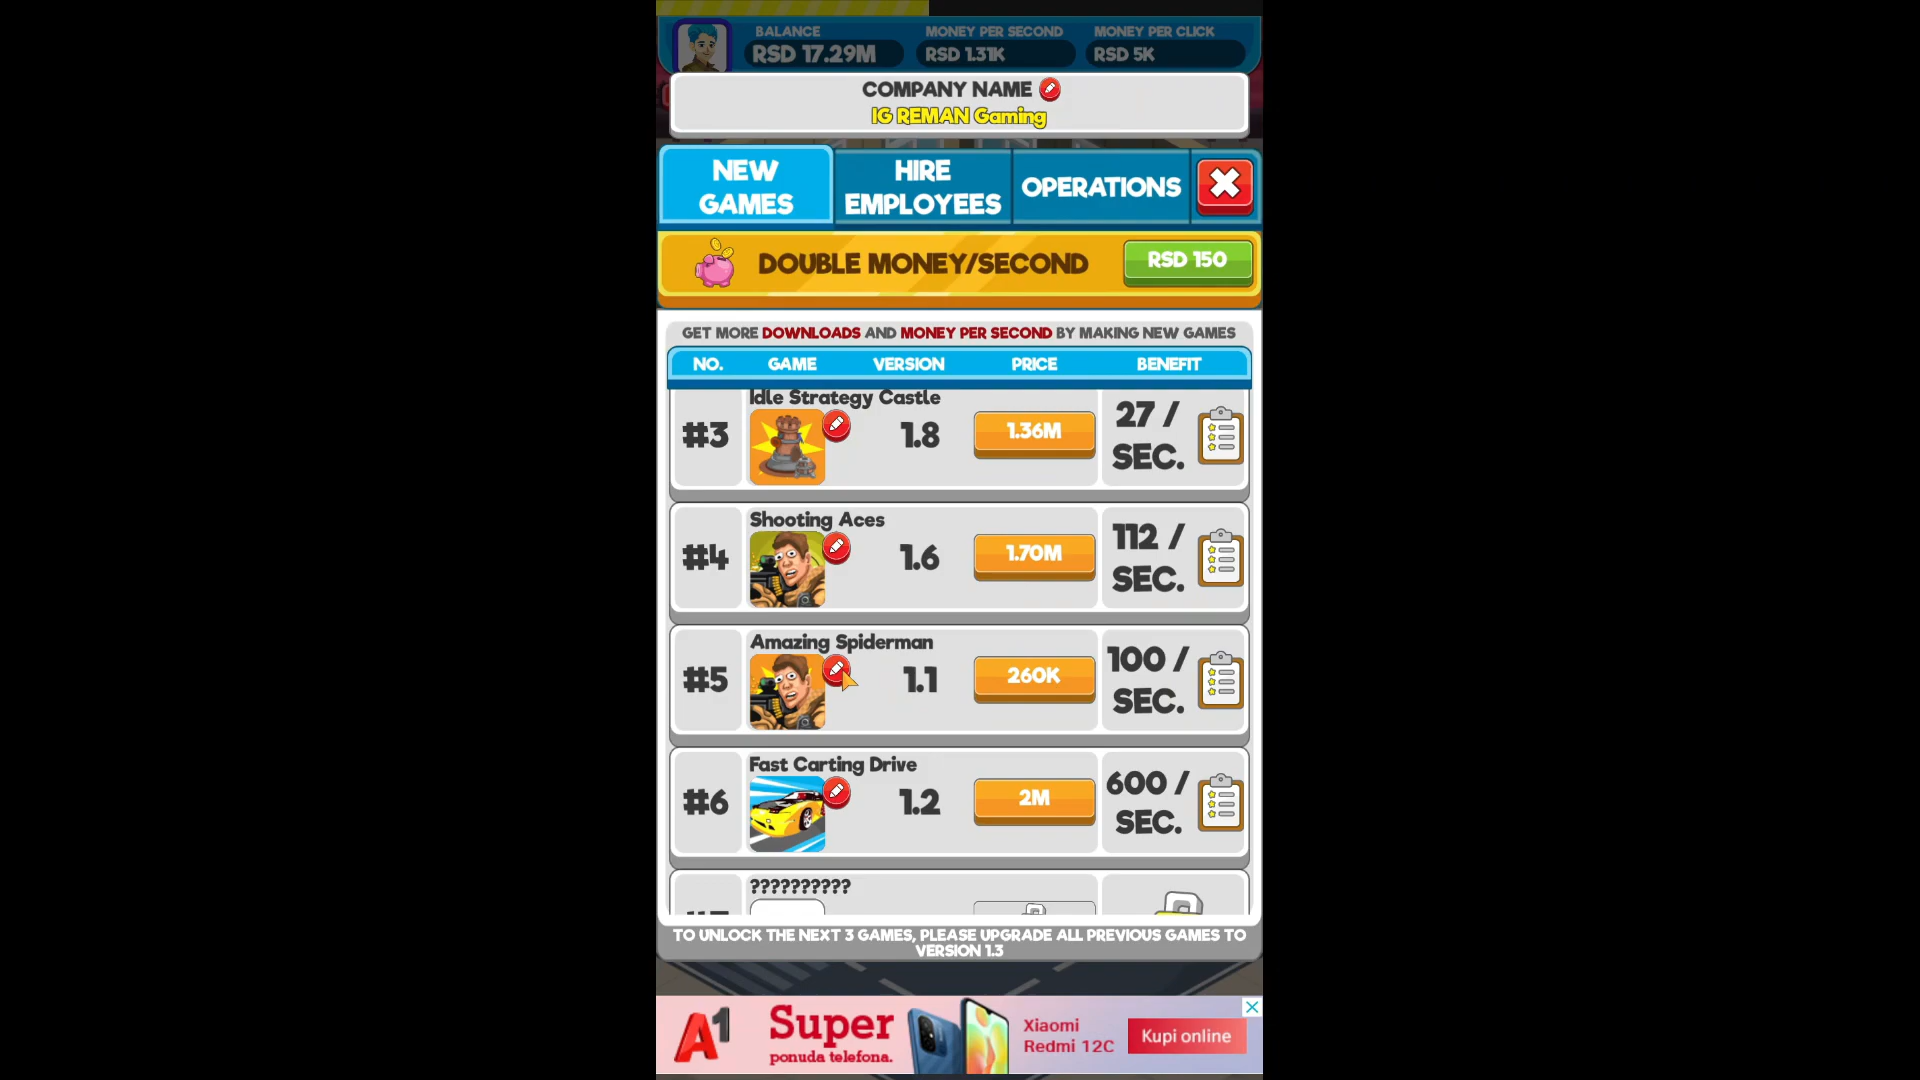 BALANCE
MONEY PER SECOND
MONEY PER CLICK
RSD 17.29M
RSD 1.31K
RSD 5K
COMPANY NAME
IG REMAN Gaming
NEW GAMES
HIRE EMPLOYEES
OPERATIONS
DOUBLE MONEY/SECOND
RSD 150
GET MORE DOWNLOADS AND MONEY PER SECOND BY MAKING NEW GAMES
NO.
GAME
VERSION
PRICE
BENEFIT
Idle Strategy Castle
#3
1.8
1.36M
27 / SEC.
Shooting Aces
#4
1.6
1.70M
112 / SEC.
Amazing Spiderman
#5
1.1
260K
100 / SEC.
Fast Carting Drive
#6
1.2
2M
600 / SEC.
??????????
TO UNLOCK THE NEXT 3 GAMES, PLEASE UPGRADE ALL PREVIOUS GAMES TO
VERSION 1.3
A1
Super
ponuda telefona.
Xiaomi
Redmi 12C
Kupi online